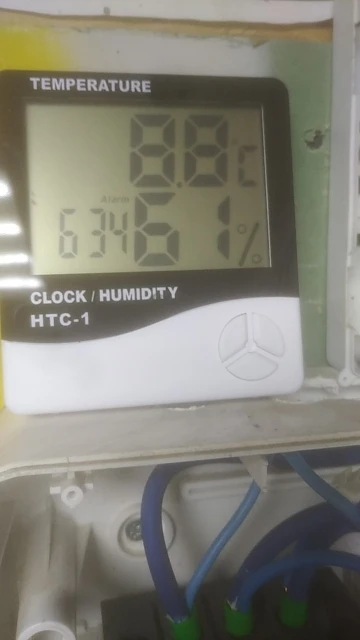 TEMPERATURE
8.8 °C
Alarm
6 34 61 %
CLOCK / HUMIDITY
HTC-1